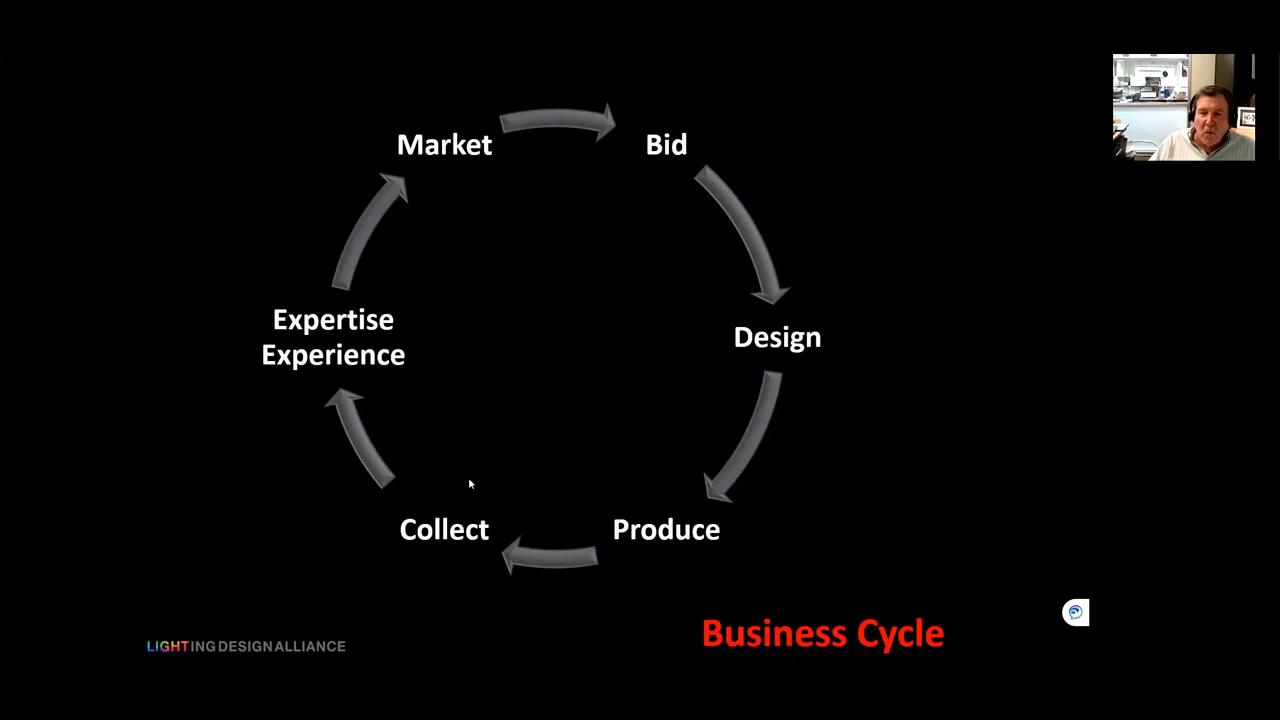 Market
Bid
Expertise
Experience
Design
Collect
Produce
Business Cycle
LIGHTING DESIGN ALLIANCE